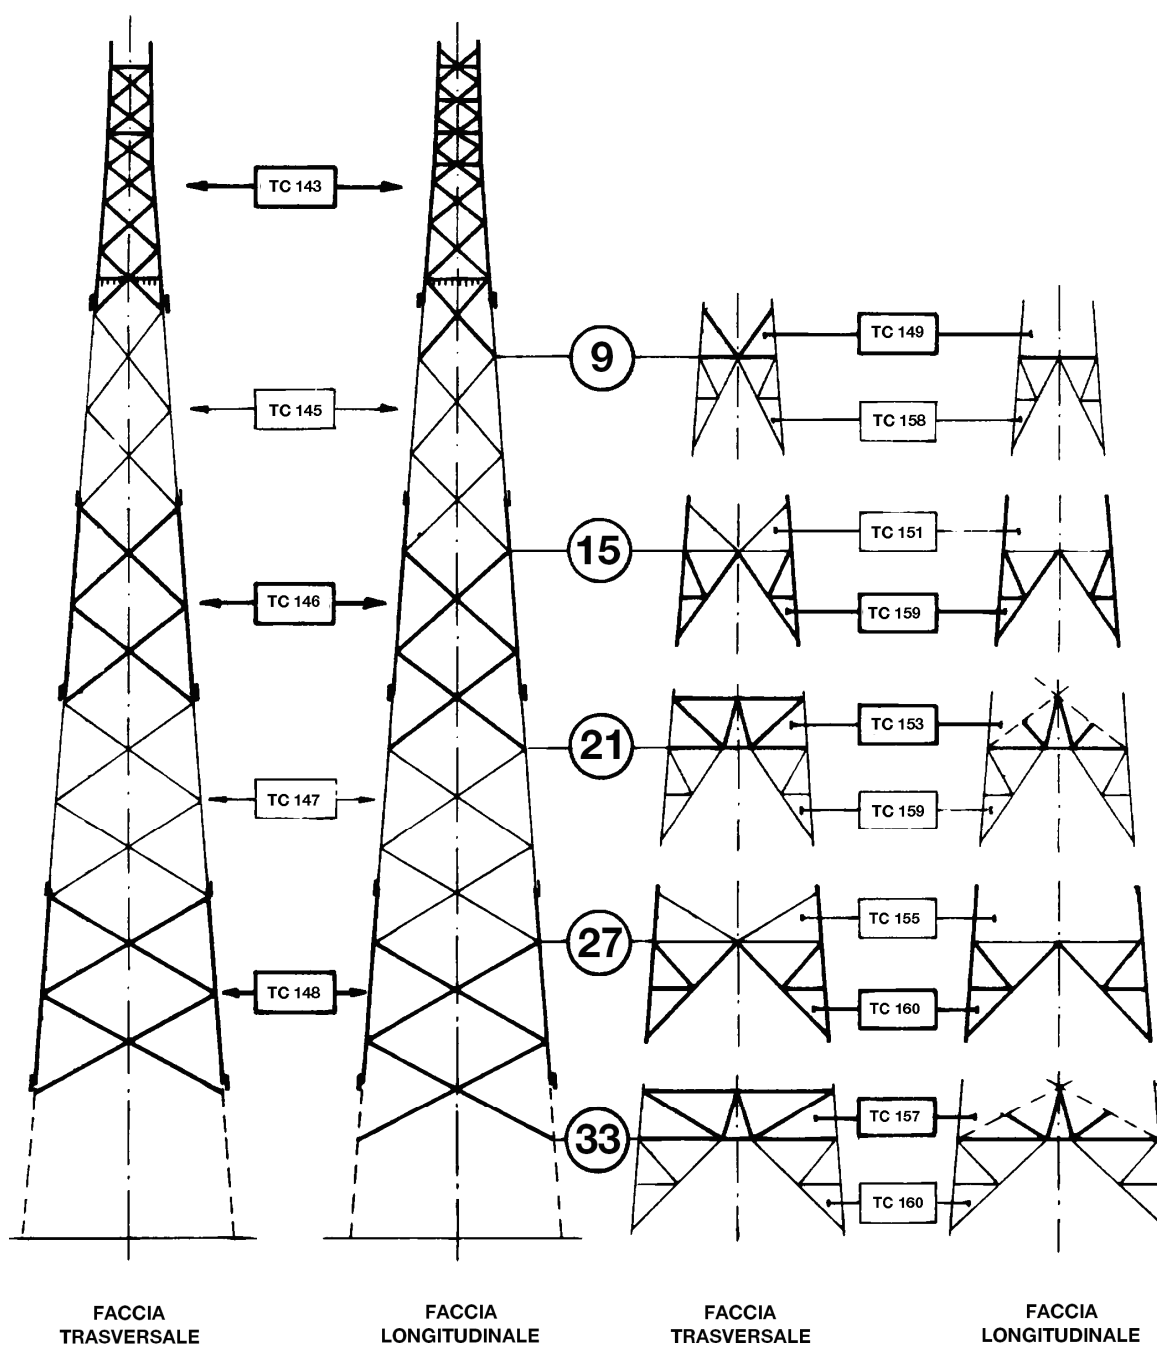 TC 143
9
TC 149
TC 145
TC 158
15
TC 151
TC 146
TC 159
21
TC 153
TC 147
TC 159
27
TC 155
TC 148
TC 160
33
TC 157
TC 160
FACCIA
TRASVERSALE
FACCIA
LONGITUDINALE
FACCIA
TRASVERSALE
FACCIA
LONGITUDINALE